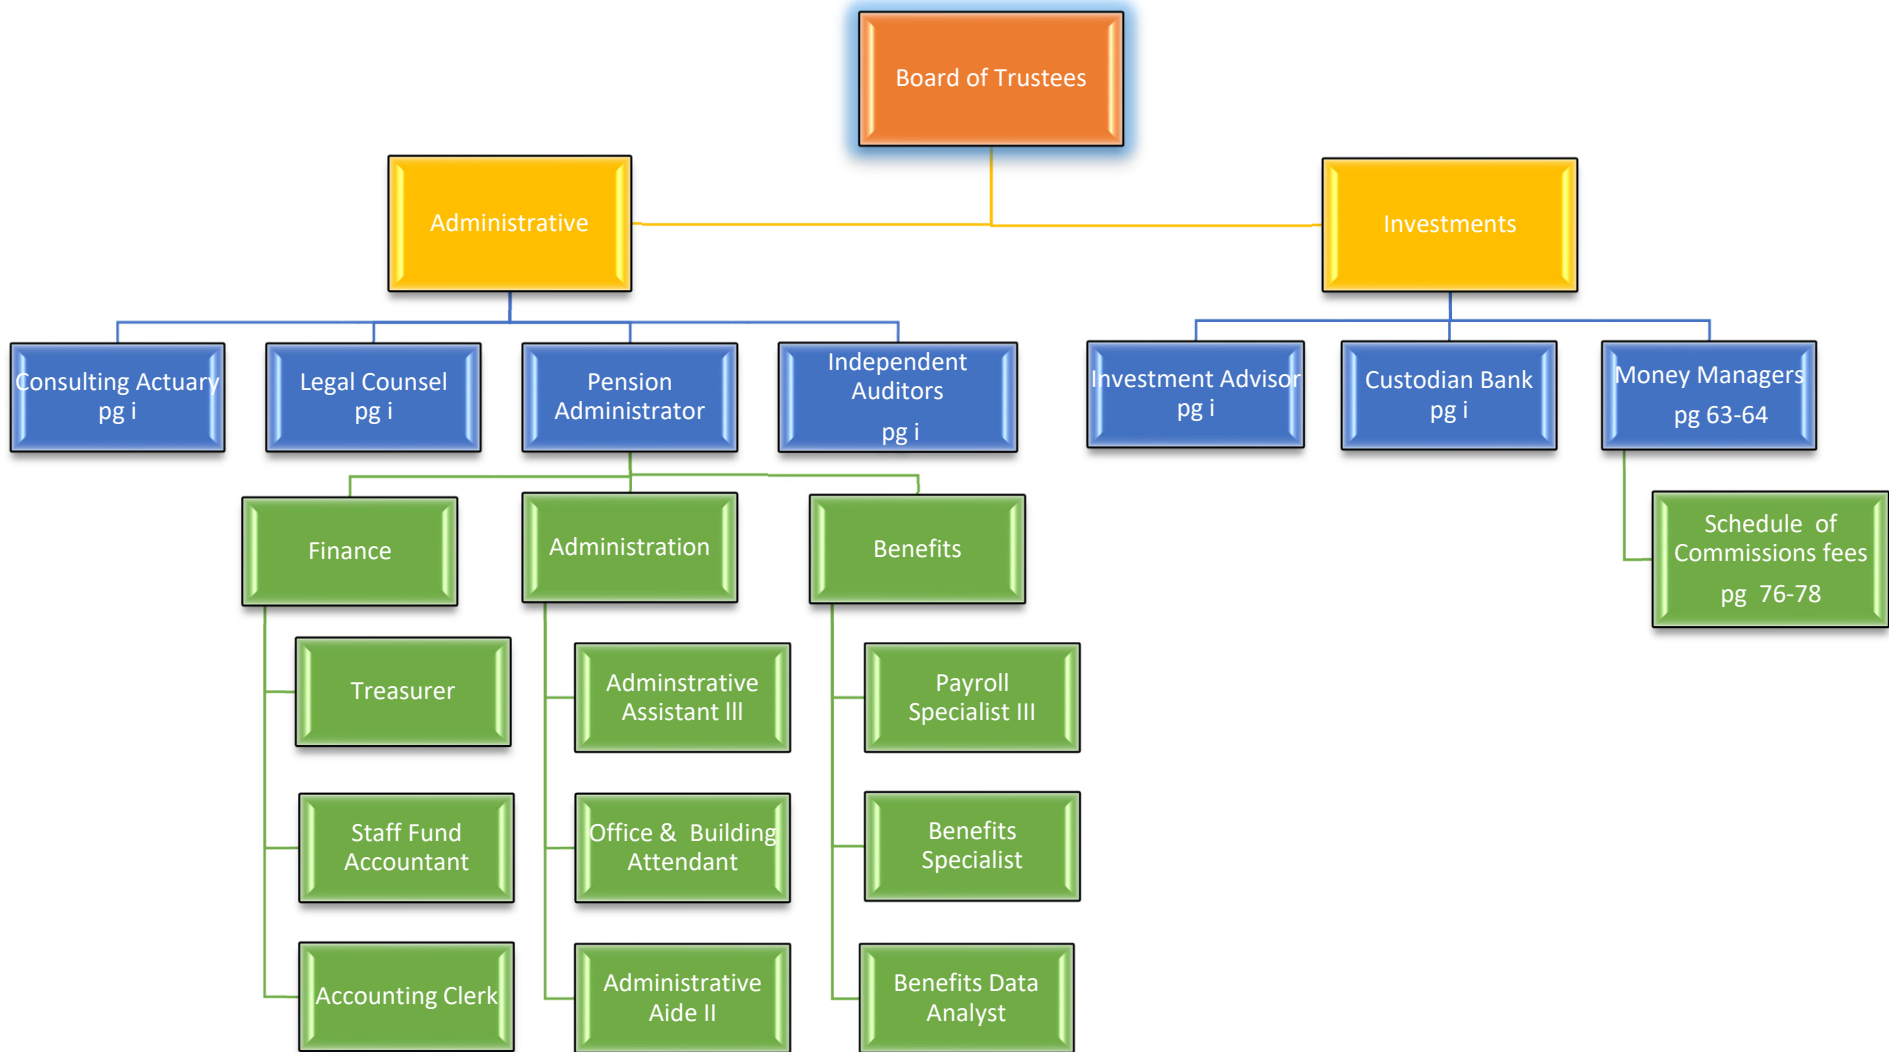 Board of Trustees
Administrative
Investments
Consulting Actuary
pg i
Legal Counsel
pg i
Pension
Administrator
Independent
Auditors
pg i
Investment Advisor
pg i
Custodian Bank
pg i
Money Managers
pg 63-64
Finance
Administration
Benefits
Schedule of
Commissions fees
pg 76-78
Treasurer
Adminstrative
Assistant lll
Payroll
Specialist III
Staff Fund
Accountant
Office & Building
Attendant
Benefits
Specialist
Accounting Clerk
Administrative
Aide II
Benefits Data
Analyst